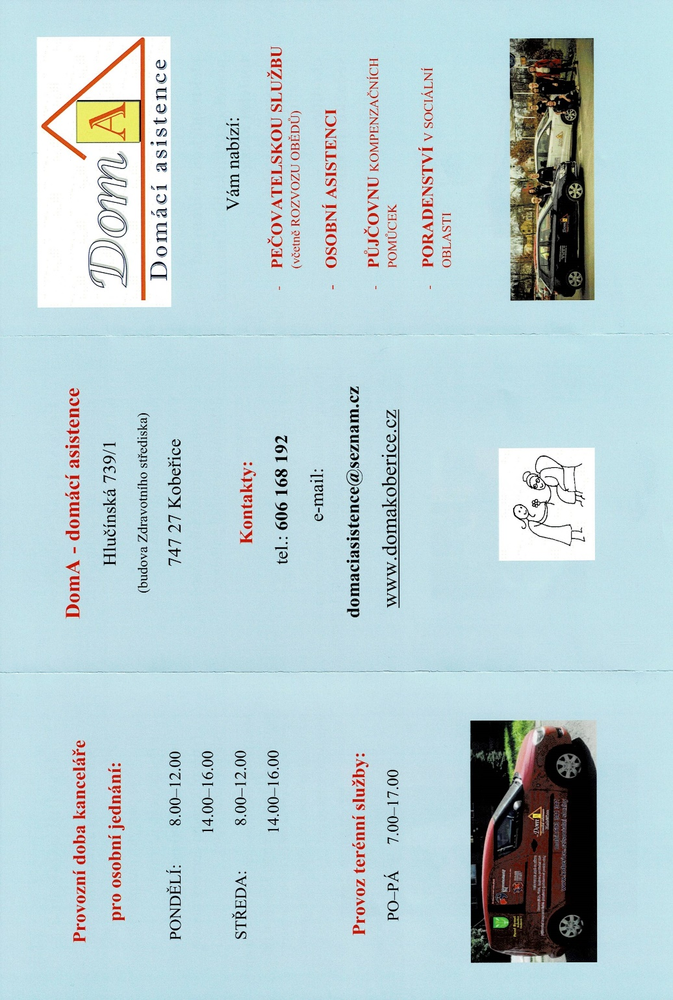 Provozní doba kanceláře
pro osobní jednání:
PONDĚLÍ: 8.00–12.00
14.00–16.00
STŘEDA: 8.00–12.00
14.00–16.00
Provoz terénní služby:
PO–PÁ 7.00–17.00
DomA
DomA - domácí asistence
Hlučínská 739/1
(budova Zdravotního střediska)
747 27 Kobeřice
Kontakty:
tel.: 606 168 192
e-mail:
domaciasistence@seznam.cz
www.domakoberice.cz
Dom A
Domácí asistence
Vám nabízí:
- PEČOVATELSKOU SLUŽBU
(včetně ROZVOZU OBĚDŮ)
- OSOBNÍ ASISTENCI
- PŮJČOVNU KOMPENZAČNÍCH
POMŮCEK
- PORADENSTVÍ V SOCIÁLNÍ
OBLASTI